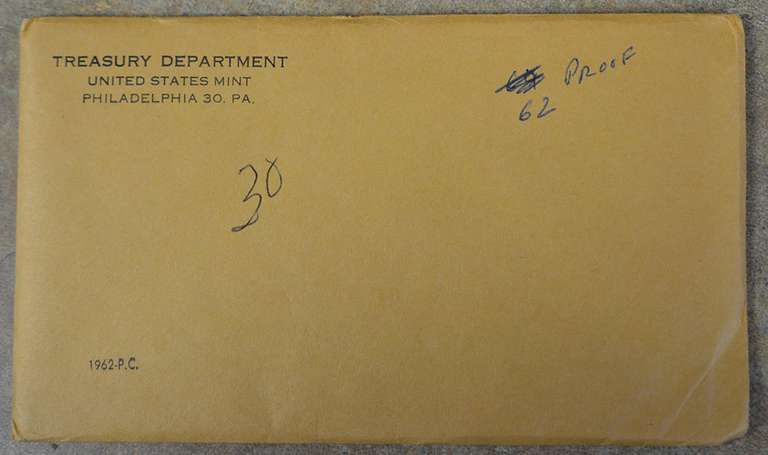 TREASURY DEPARTMENT
UNITED STATES MINT
PHILADELPHIA 30, PA.
PROOF
62
30
1962-P.C.